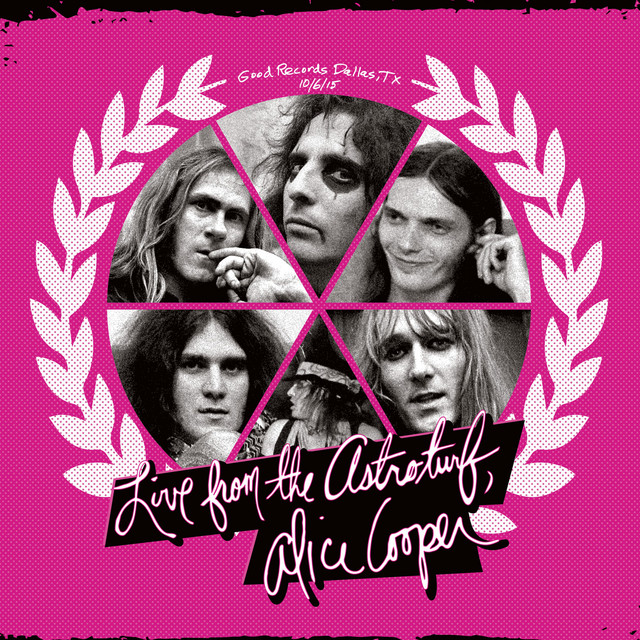 Good Records Dallas, Tx
10/6/15
Live from the Astroturf,
Alice Cooper